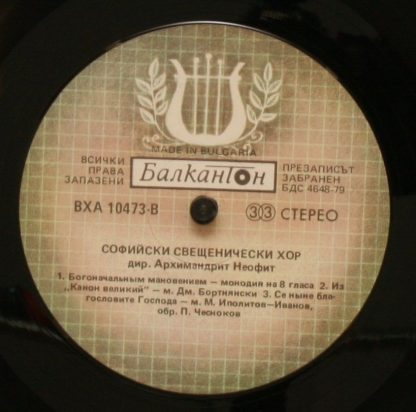 MADE IN BULGARIA
ВСИЧКИ
ПРАВА
ЗАПАЗЕНИ
Балкантон
ПРЕЗАПИСЪТ
ЗАБРАНЕН
БДС 4648-79
ВХА 10473-В
33 СТЕРЕО
СОФИЙСКИ СВЕЩЕНИЧЕСКИ ХОР
дир. Архимандрит Неофит
1. Богоначальным мановением — монодия на 8 гласа 2. Из
„Канон великий" — м. Дм. Бортнянски 3. Се ныне бла-
гословите Господа — м. М. Иполитов—Иванов,
обр. П. Чесноков